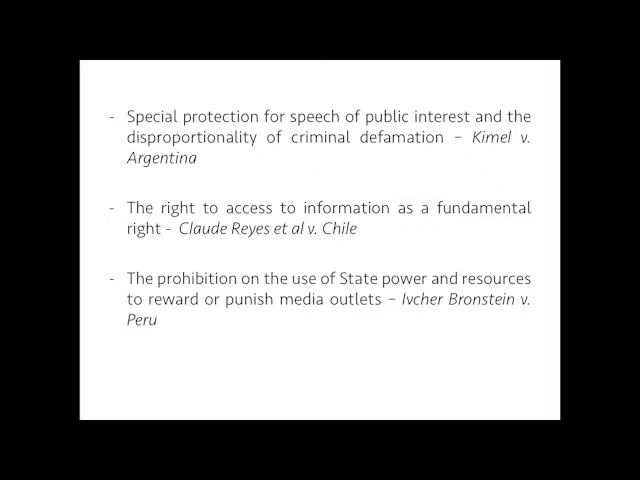 - Special protection for speech of public interest and the
disproportionality of criminal defamation – Kimel v.
Argentina
- The right to access to information as a fundamental
right - Claude Reyes et al v. Chile
- The prohibition on the use of State power and resources
to reward or punish media outlets – Ivcher Bronstein v.
Peru